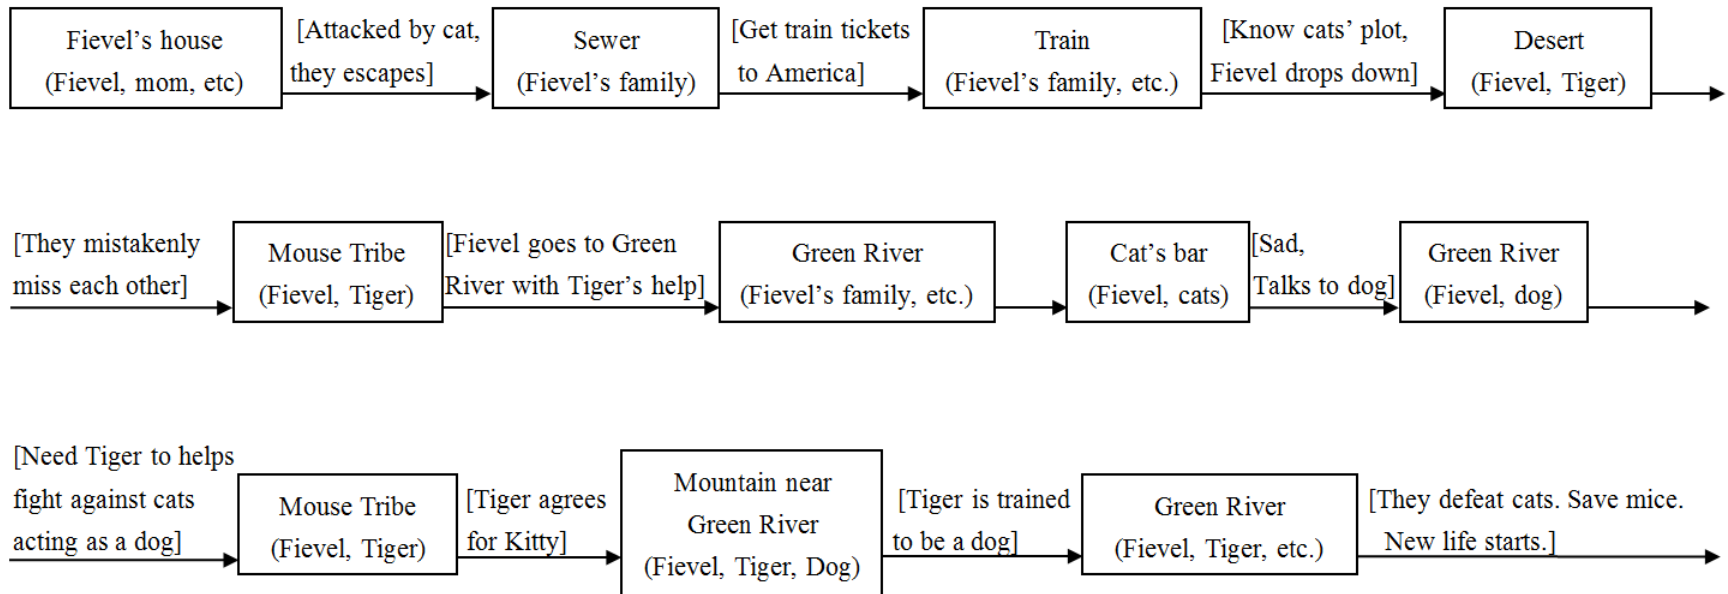 Fievel's house
(Fievel, mom, etc)
[Attacked by cat,
they escapes]
Sewer
(Fievel's family)
[Get train tickets
to America]
Train
(Fievel's family, etc.)
[Know cats' plot,
Fievel drops down]
Desert
(Fievel, Tiger)
[They mistakenly
miss each other]
Mouse Tribe
(Fievel, Tiger)
[Fievel goes to Green
River with Tiger's help]
Green River
(Fievel's family, etc.)
Cat's bar
(Fievel, cats)
[Sad,
Talks to dog]
Green River
(Fievel, dog)
[Need Tiger to helps
fight against cats
acting as a dog]
Mouse Tribe
(Fievel, Tiger)
[Tiger agrees
for Kitty]
Mountain near
Green River
(Fievel, Tiger, Dog)
[Tiger is trained
to be a dog]
Green River
(Fievel, Tiger, etc.)
[They defeat cats. Save mice.
New life starts.]